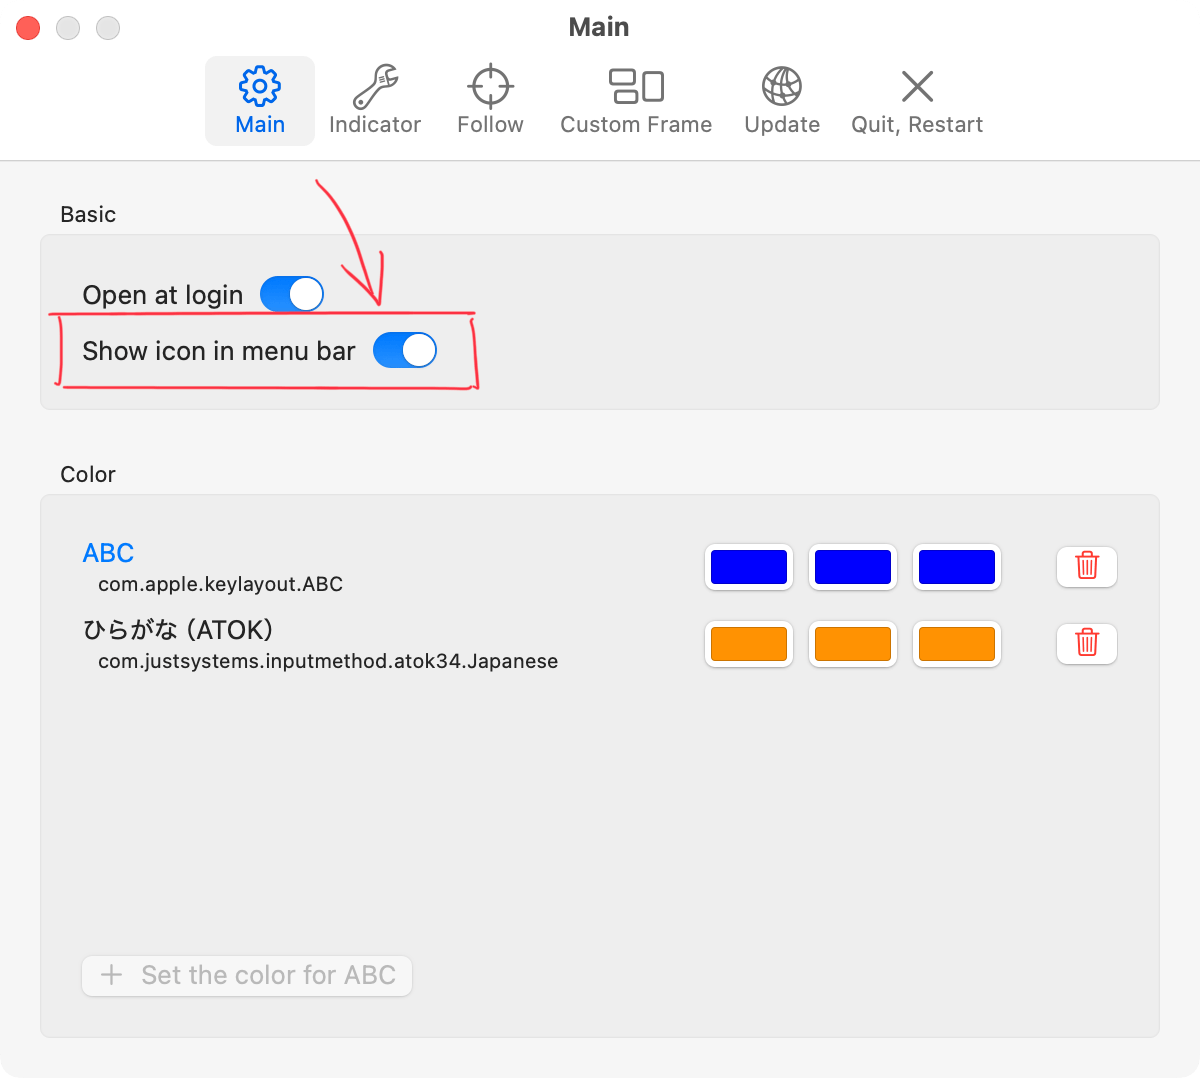 Main
Main Indicator Follow Custom Frame Update Quit, Restart
Basic
Open at login
Show icon in menu bar
Color
ABC
com.apple.keylayout.ABC
ひらがな (ATOK)
com.justsystems.inputmethod.atok34.Japanese
Set the color for ABC